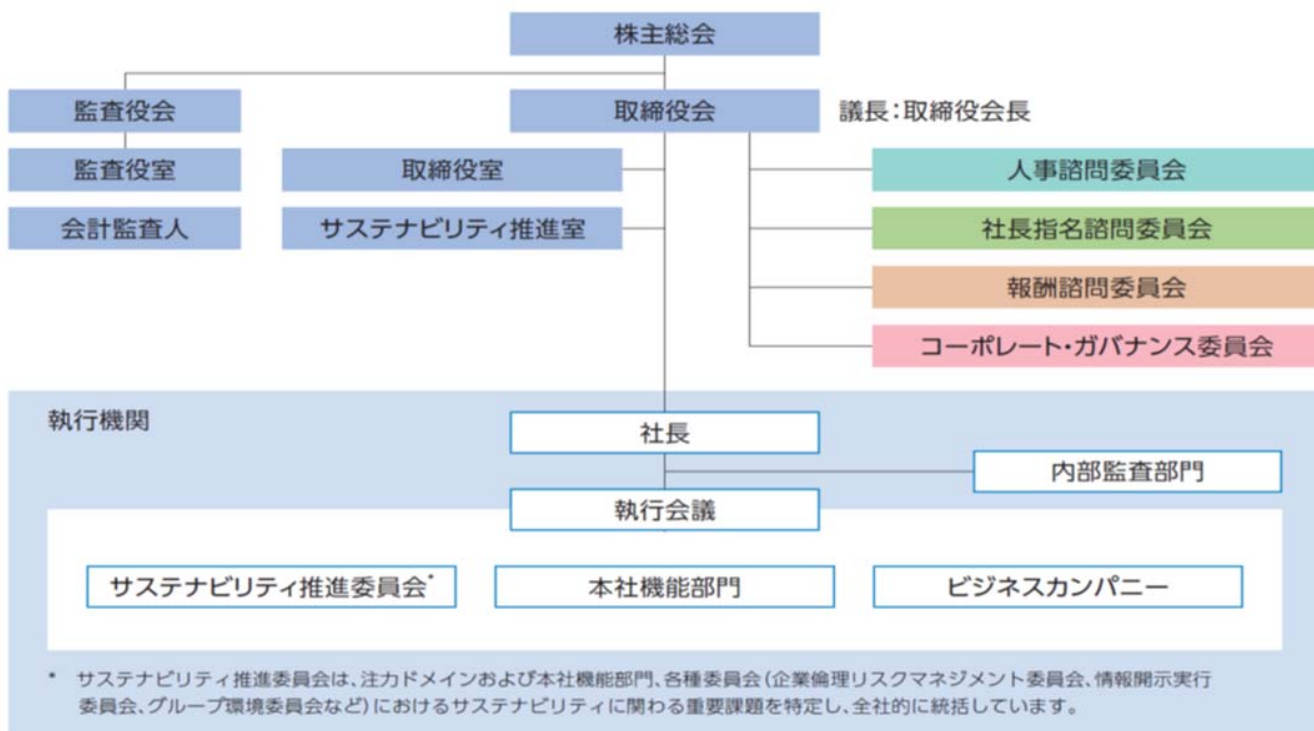 株主総会
監査役会
取締役会
議長:取締役会長
監査役室
取締役室
人事諮問委員会
会計監査人
サステナビリティ推進室
社長指名諮問委員会
報酬諮問委員会
コーポレート・ガバナンス委員会
執行機関
社長
内部監査部門
執行会議
サステナビリティ推進委員会*
本社機能部門
ビジネスカンパニー
* サステナビリティ推進委員会は、注力ドメインおよび本社機能部門、各種委員会(企業倫理リスクマネジメント委員会、情報開示実行
委員会、グループ環境委員会など)におけるサステナビリティに関わる重要課題を特定し、全社的に統括しています。